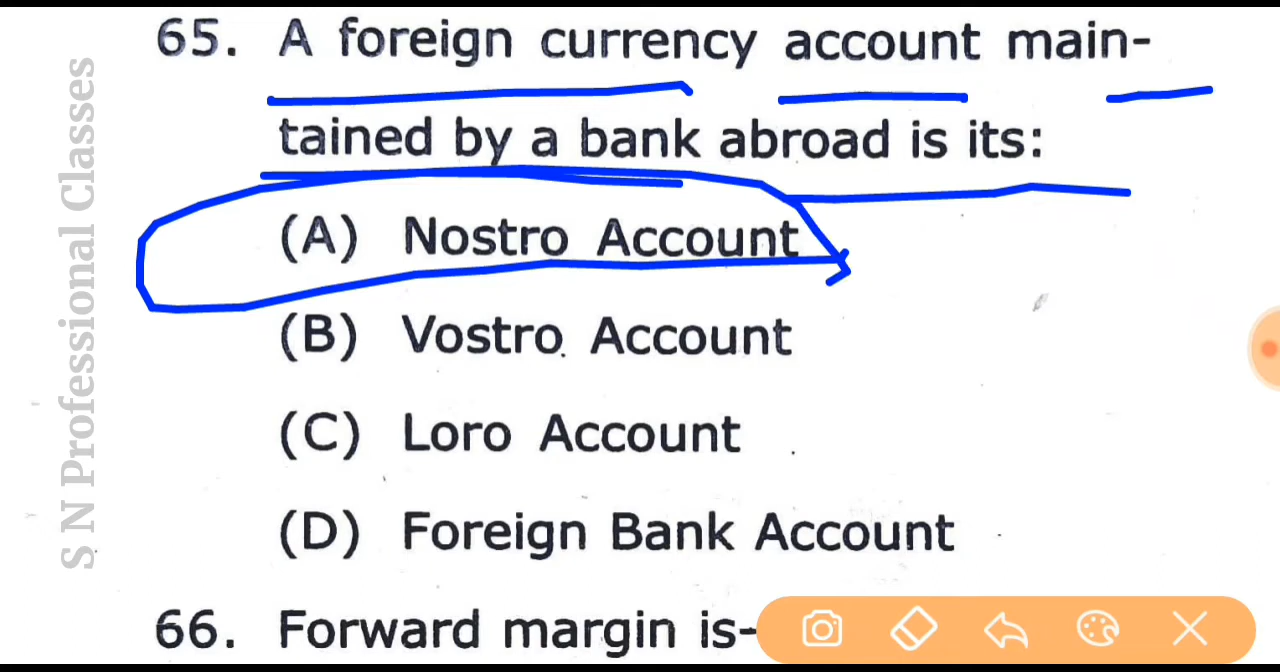 65. A foreign currency account main-
tained by a bank abroad is its:
(A) Nostro Account
(B) Vostro Account
(C) Loro Account
(D) Foreign Bank Account
66. Forward margin is-
S N Professional Classes